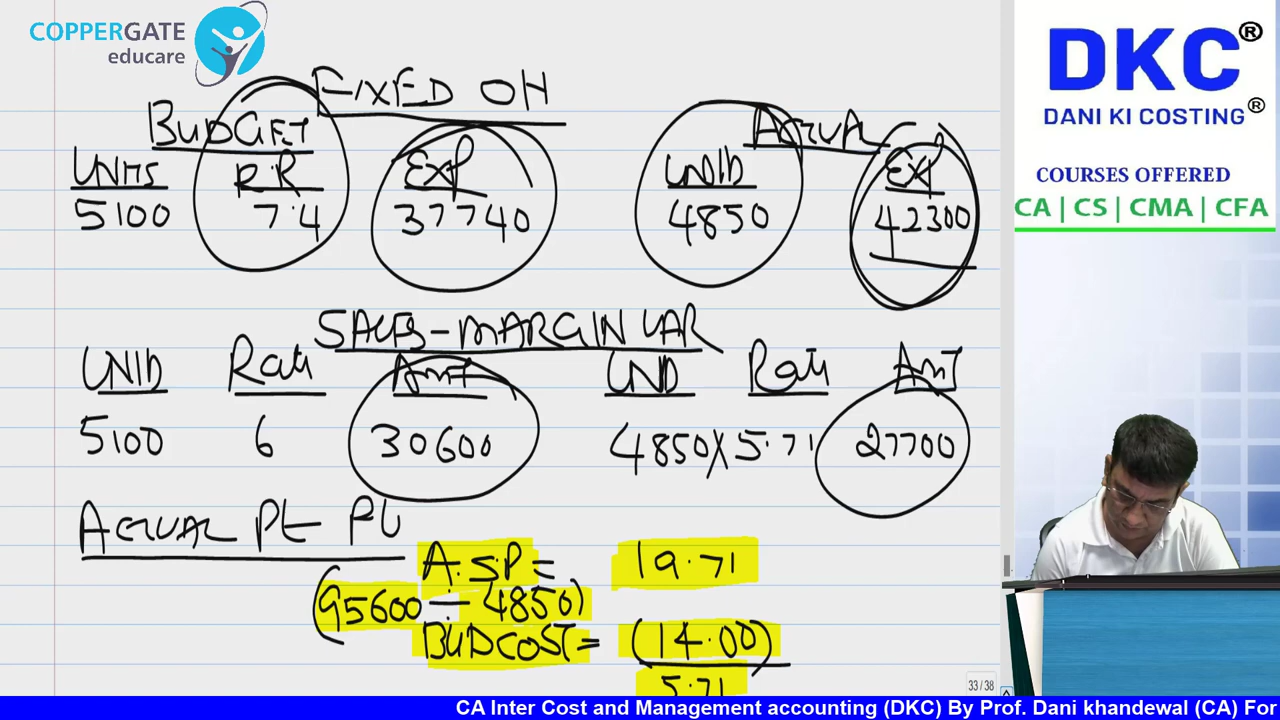 COPPERGATE
educare
FIXED OH
BUDGET
ACTUAL
UNITS R.R EXP UNITS EXP
5100 7.4 37740 4850 42300
SALES-MARGIN VAR
UNITS Rate AMT UNITS Rate AMT
5100 6 30600 4850 X 5.71 27700
ACTUAL Pt PU
A.S.P = 19.71
(95600 ÷ 4850)
BUD COST = (14.00)
5.71
DKC®
DANI KI COSTING®
COURSES OFFERED
CA | CS | CMA | CFA
33 / 38
CA Inter Cost and Management accounting (DKC) By Prof. Dani khandewal (CA) For